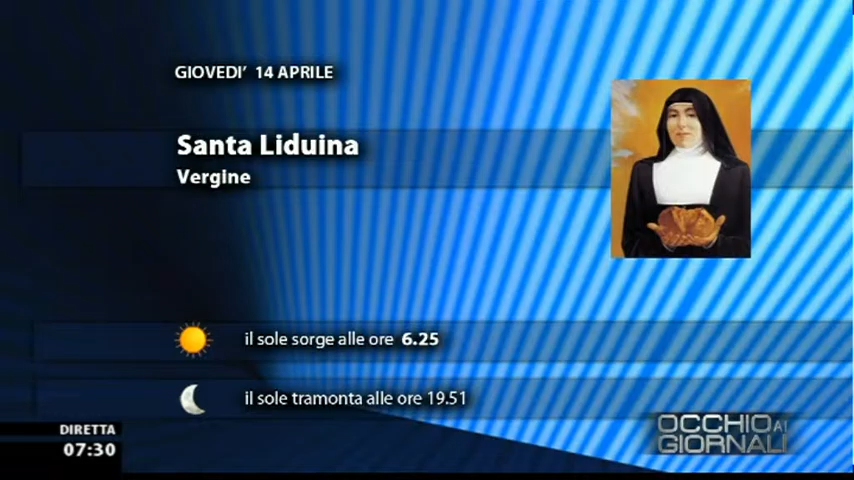 GIOVEDI' 14 APRILE
Santa Liduina
Vergine
il sole sorge alle ore 6.25
il sole tramonta alle ore 19.51
DIRETTA
07:30
OCCHIO AI
GIORNALI